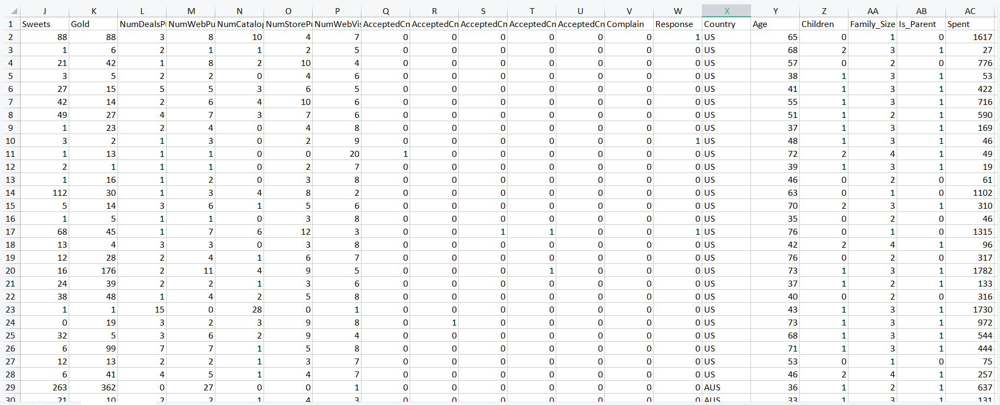 J K L M N O P Q R S T U V W X Y Z AA AB AC
1 Sweets Gold NumDealsP NumWebPu NumCatalog NumStorePu NumWebVis AcceptedCn AcceptedCn AcceptedCn AcceptedCn AcceptedCn Complain Response Country Age Children Family_Size Is_Parent Spent
2 88 88 3 8 10 4 7 0 0 0 0 0 0 1 US 65 0 1 0 1617
3 1 6 2 1 1 2 5 0 0 0 0 0 0 0 US 68 2 3 1 27
4 21 42 1 8 2 10 4 0 0 0 0 0 0 0 US 57 0 2 0 776
5 3 5 2 2 0 4 6 0 0 0 0 0 0 0 US 38 1 3 1 53
6 27 15 5 5 3 6 5 0 0 0 0 0 0 0 US 41 1 3 1 422
7 42 14 2 6 4 10 6 0 0 0 0 0 0 0 US 55 1 3 1 716
8 49 27 4 7 3 7 6 0 0 0 0 0 0 0 US 51 1 2 1 590
9 1 23 2 4 0 4 8 0 0 0 0 0 0 0 US 37 1 3 1 169
10 3 2 1 3 0 2 9 0 0 0 0 0 0 1 US 48 1 3 1 46
11 1 13 1 1 0 0 20 1 0 0 0 0 0 0 US 72 2 4 1 49
12 2 1 1 1 0 2 7 0 0 0 0 0 0 0 US 39 1 3 1 19
13 1 16 1 2 0 3 8 0 0 0 0 0 0 0 US 46 0 2 0 61
14 112 30 1 3 4 8 2 0 0 0 0 0 0 0 US 63 0 1 0 1102
15 5 14 3 6 1 5 6 0 0 0 0 0 0 0 US 70 2 3 1 310
16 1 5 1 1 0 3 8 0 0 0 0 0 0 0 US 35 0 2 0 46
17 68 45 1 7 6 12 3 0 0 1 1 0 0 1 US 76 0 1 0 1315
18 13 4 3 3 0 3 8 0 0 0 0 0 0 0 US 42 2 4 1 96
19 12 28 2 4 1 6 7 0 0 0 0 0 0 0 US 76 0 2 0 317
20 16 176 2 11 4 9 5 0 0 0 1 0 0 0 US 73 1 3 1 1782
21 24 39 2 2 1 3 6 0 0 0 0 0 0 0 US 37 1 2 1 133
22 38 48 1 4 2 5 8 0 0 0 0 0 0 0 US 40 0 2 0 316
23 1 1 15 0 28 0 1 0 0 0 0 0 0 0 US 43 1 3 1 1730
24 0 19 3 2 3 9 8 0 1 0 0 0 0 0 US 73 1 3 1 972
25 32 5 3 6 2 9 4 0 0 0 0 0 0 0 US 68 1 3 1 544
26 6 99 7 7 1 5 8 0 0 0 0 0 0 0 US 71 1 3 1 444
27 12 13 2 2 1 3 7 0 0 0 0 0 0 0 US 53 0 1 0 75
28 6 41 4 5 1 4 7 0 0 0 0 0 0 0 US 46 2 4 1 257
29 263 362 0 27 0 0 1 0 0 0 0 0 0 0 AUS 36 1 2 1 637
30 21 10 2 2 1 4 3 0 0 0 0 0 0 0 AUS 33 1 3 1 131